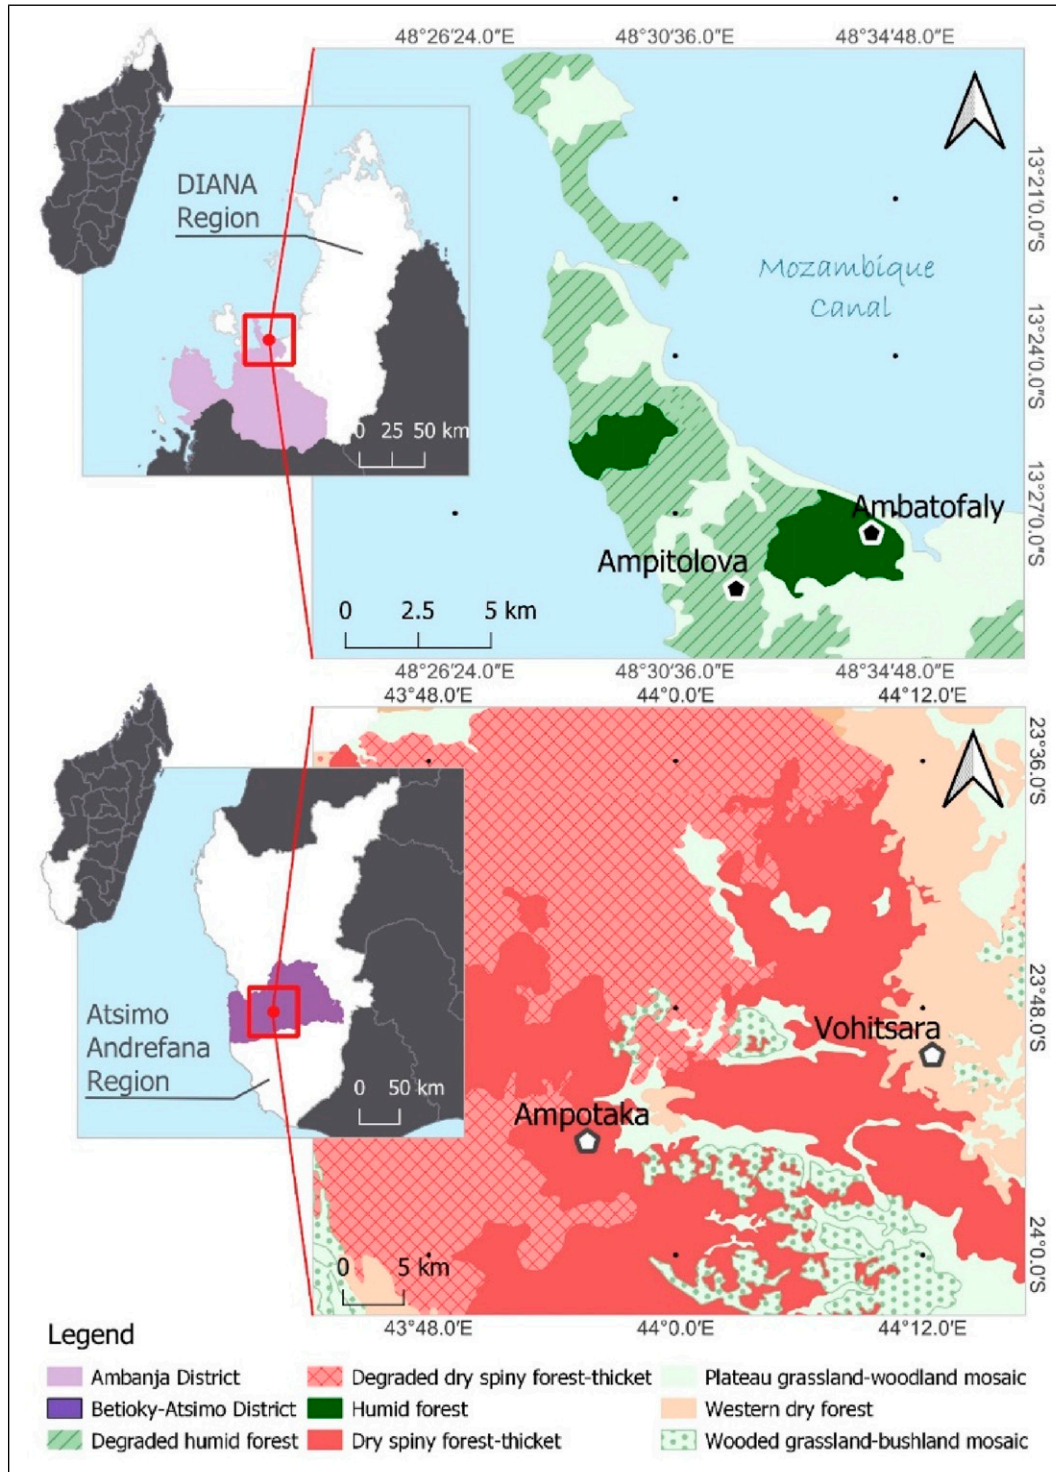 48°26'24.0"E 48°30'36.0"E 48°34'48.0"E
DIANA
Region
0 25 50 km
13°21'0.0"S
13°24'0.0"S
13°27'0.0"S
Mozambique
Canal
Ambatofaly
Ampitolova
0 2.5 5 km
48°26'24.0"E 48°30'36.0"E 48°34'48.0"E
43°48.0'E 44°0.0'E 44°12.0'E
23°36.0'S
23°48.0'S
24°0.0'S
Atsimo
Andrefana
Region
0 50 km
Vohitsara
Ampotaka
0 5 km
43°48.0'E 44°0.0'E 44°12.0'E
Legend
Ambanja District
Betioky-Atsimo District
Degraded humid forest
Degraded dry spiny forest-thicket
Humid forest
Dry spiny forest-thicket
Plateau grassland-woodland mosaic
Western dry forest
Wooded grassland-bushland mosaic